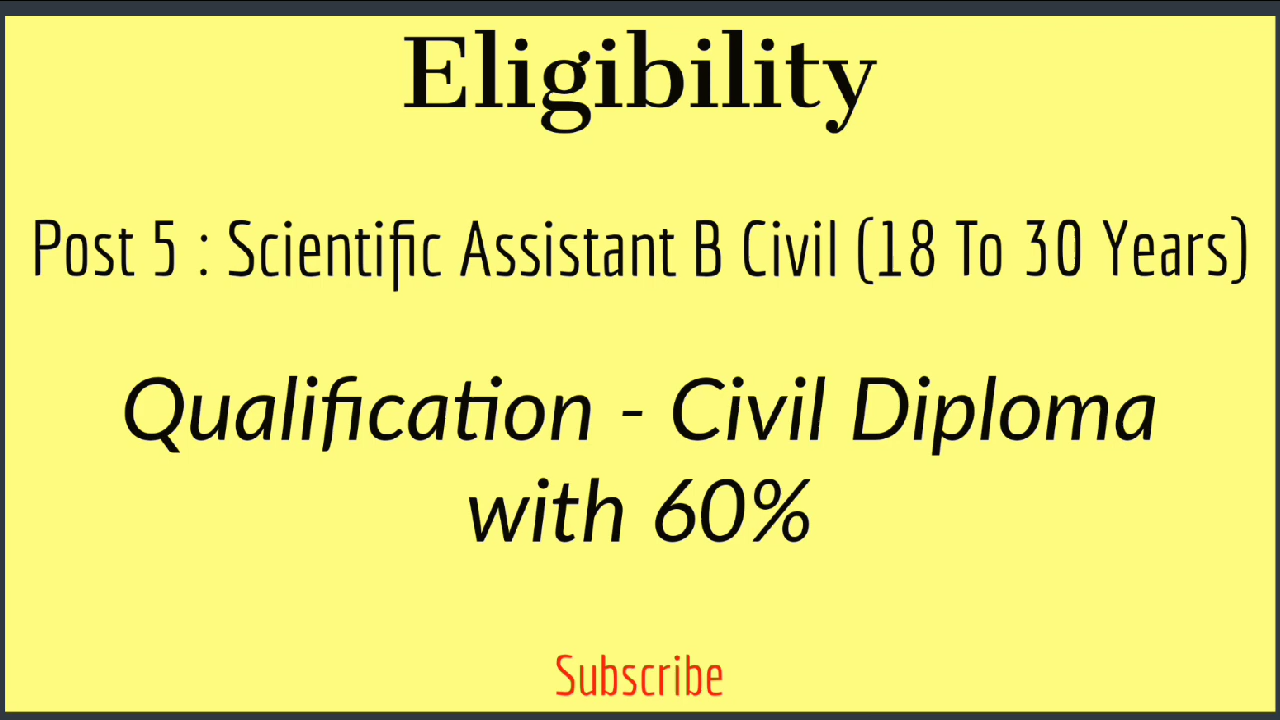 Eligibility
Post 5 : Scientific Assistant B Civil (18 To 30 Years)
Qualification - Civil Diploma
with 60%
Subscribe